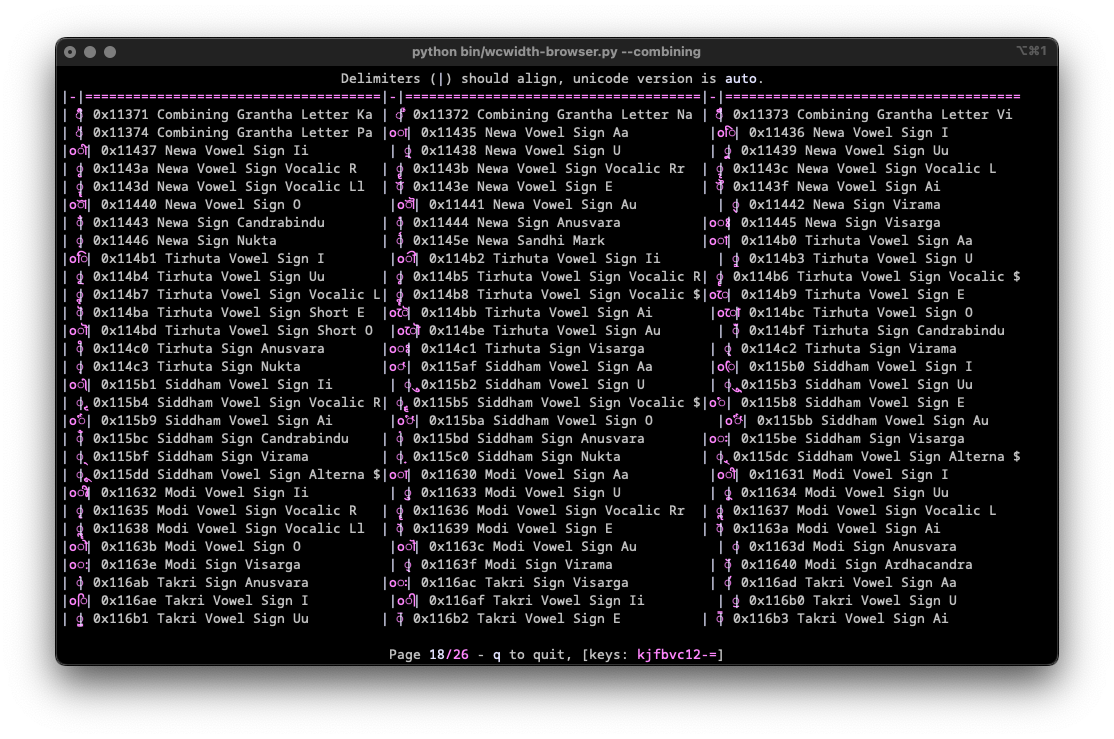 python bin/wcwidth-browser.py --combining ⌥⌘1
Delimiters (|) should align, unicode version is auto.
|-|=====================================|-|=====================================|-|=====================================
| 𑍱 | 0x11371 Combining Grantha Letter Ka | 𑍲 | 0x11372 Combining Grantha Letter Na | 𑍳 | 0x11373 Combining Grantha Letter Vi
| 𑍴 | 0x11374 Combining Grantha Letter Pa |o𑐵| 0x11435 Newa Vowel Sign Aa |o𑐶| 0x11436 Newa Vowel Sign I
|o𑐷| 0x11437 Newa Vowel Sign Ii | 𑐸 | 0x11438 Newa Vowel Sign U | 𑐹 | 0x11439 Newa Vowel Sign Uu
| 𑐺 | 0x1143a Newa Vowel Sign Vocalic R | 𑐻 | 0x1143b Newa Vowel Sign Vocalic Rr | 𑐼 | 0x1143c Newa Vowel Sign Vocalic L
| 𑐽 | 0x1143d Newa Vowel Sign Vocalic Ll | 𑐾 | 0x1143e Newa Vowel Sign E | 𑐿 | 0x1143f Newa Vowel Sign Ai
|o𑑀| 0x11440 Newa Vowel Sign O |o𑑁| 0x11441 Newa Vowel Sign Au | 𑑂 | 0x11442 Newa Sign Virama
| 𑑃 | 0x11443 Newa Sign Candrabindu | 𑑄 | 0x11444 Newa Sign Anusvara |o𑑅| 0x11445 Newa Sign Visarga
| 𑑆 | 0x11446 Newa Sign Nukta | 𑑞 | 0x1145e Newa Sandhi Mark |o𑒰| 0x114b0 Tirhuta Vowel Sign Aa
|o𑒱| 0x114b1 Tirhuta Vowel Sign I |o𑒲| 0x114b2 Tirhuta Vowel Sign Ii | 𑒳 | 0x114b3 Tirhuta Vowel Sign U
| 𑒴 | 0x114b4 Tirhuta Vowel Sign Uu | 𑒵 | 0x114b5 Tirhuta Vowel Sign Vocalic R| 𑒶 | 0x114b6 Tirhuta Vowel Sign Vocalic $
| 𑒷 | 0x114b7 Tirhuta Vowel Sign Vocalic L| 𑒸 | 0x114b8 Tirhuta Vowel Sign Vocalic $|o𑒹| 0x114b9 Tirhuta Vowel Sign E
| 𑒺 | 0x114ba Tirhuta Vowel Sign Short E |o𑒻| 0x114bb Tirhuta Vowel Sign Ai |o𑒼| 0x114bc Tirhuta Vowel Sign O
|o𑒽| 0x114bd Tirhuta Vowel Sign Short O |o𑒾| 0x114be Tirhuta Vowel Sign Au | 𑒿 | 0x114bf Tirhuta Sign Candrabindu
| 𑓀 | 0x114c0 Tirhuta Sign Anusvara |o𑓁| 0x114c1 Tirhuta Sign Visarga | 𑓂 | 0x114c2 Tirhuta Sign Virama
| 𑓃 | 0x114c3 Tirhuta Sign Nukta |o𑖯| 0x115af Siddham Vowel Sign Aa |o𑖰| 0x115b0 Siddham Vowel Sign I
|o𑖱| 0x115b1 Siddham Vowel Sign Ii | 𑖲 | 0x115b2 Siddham Vowel Sign U | 𑖳 | 0x115b3 Siddham Vowel Sign Uu
| 𑖴 | 0x115b4 Siddham Vowel Sign Vocalic R| 𑖵 | 0x115b5 Siddham Vowel Sign Vocalic $|o𑖸| 0x115b8 Siddham Vowel Sign E
|o𑖹| 0x115b9 Siddham Vowel Sign Ai |o𑖺| 0x115ba Siddham Vowel Sign O |o𑖻| 0x115bb Siddham Vowel Sign Au
| 𑖼 | 0x115bc Siddham Sign Candrabindu | 𑖽 | 0x115bd Siddham Sign Anusvara |o𑖾| 0x115be Siddham Sign Visarga
| 𑖿 | 0x115bf Siddham Sign Virama | 𑗀 | 0x115c0 Siddham Sign Nukta | 𑗜 | 0x115dc Siddham Vowel Sign Alterna $
| 𑗝 | 0x115dd Siddham Vowel Sign Alterna $|o𑘰| 0x11630 Modi Vowel Sign Aa |o𑘱| 0x11631 Modi Vowel Sign I
|o𑘲| 0x11632 Modi Vowel Sign Ii | 𑘳 | 0x11633 Modi Vowel Sign U | 𑘴 | 0x11634 Modi Vowel Sign Uu
| 𑘵 | 0x11635 Modi Vowel Sign Vocalic R | 𑘶 | 0x11636 Modi Vowel Sign Vocalic Rr | 𑘷 | 0x11637 Modi Vowel Sign Vocalic L
| 𑘸 | 0x11638 Modi Vowel Sign Vocalic Ll | 𑘹 | 0x11639 Modi Vowel Sign E | 𑘺 | 0x1163a Modi Vowel Sign Ai
|o𑘻| 0x1163b Modi Vowel Sign O |o𑘼| 0x1163c Modi Vowel Sign Au | 𑘽 | 0x1163d Modi Sign Anusvara
|o𑘾| 0x1163e Modi Sign Visarga | 𑘿 | 0x1163f Modi Sign Virama | 𑙀 | 0x11640 Modi Sign Ardhacandra
| 𑚫 | 0x116ab Takri Sign Anusvara |o𑚬| 0x116ac Takri Sign Visarga | 𑚭 | 0x116ad Takri Vowel Sign Aa
|o𑚮| 0x116ae Takri Vowel Sign I |o𑚯| 0x116af Takri Vowel Sign Ii | 𑚰 | 0x116b0 Takri Vowel Sign U
| 𑚱 | 0x116b1 Takri Vowel Sign Uu | 𑚲 | 0x116b2 Takri Vowel Sign E | 𑚳 | 0x116b3 Takri Vowel Sign Ai
Page 18/26 - q to quit, [keys: kjfbvc12-=]